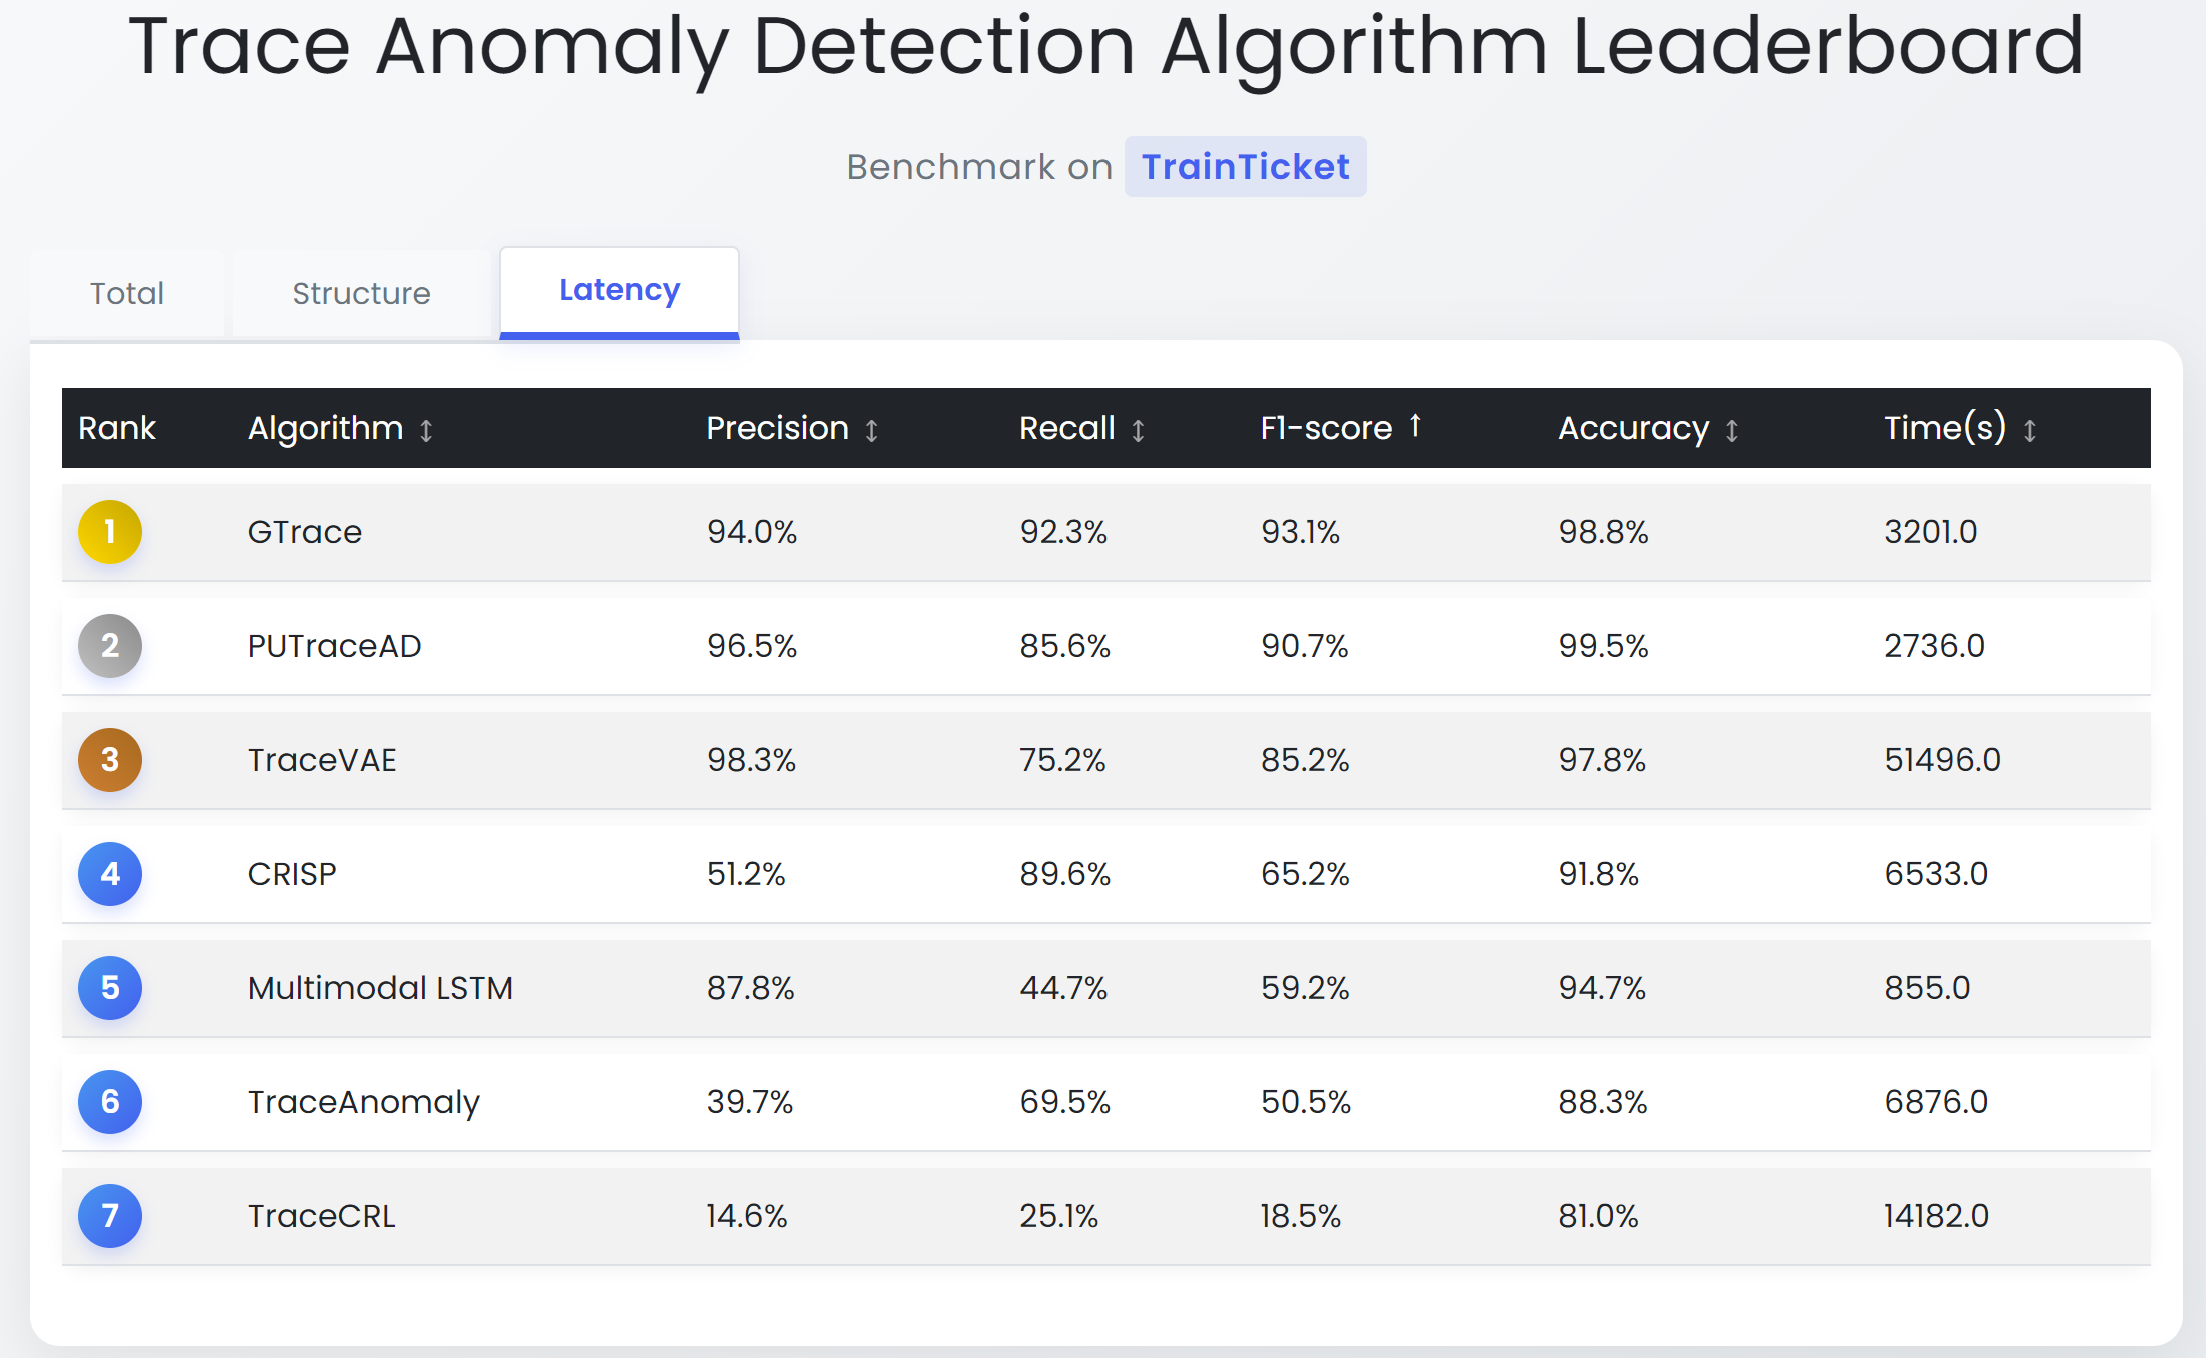 Trace Anomaly Detection Algorithm Leaderboard
Benchmark on TrainTicket
Total Structure Latency
Rank Algorithm ↕ Precision ↕ Recall ↕ F1-score ↑ Accuracy ↕ Time(s) ↕
1 GTrace 94.0% 92.3% 93.1% 98.8% 3201.0
2 PUTraceAD 96.5% 85.6% 90.7% 99.5% 2736.0
3 TraceVAE 98.3% 75.2% 85.2% 97.8% 51496.0
4 CRISP 51.2% 89.6% 65.2% 91.8% 6533.0
5 Multimodal LSTM 87.8% 44.7% 59.2% 94.7% 855.0
6 TraceAnomaly 39.7% 69.5% 50.5% 88.3% 6876.0
7 TraceCRL 14.6% 25.1% 18.5% 81.0% 14182.0